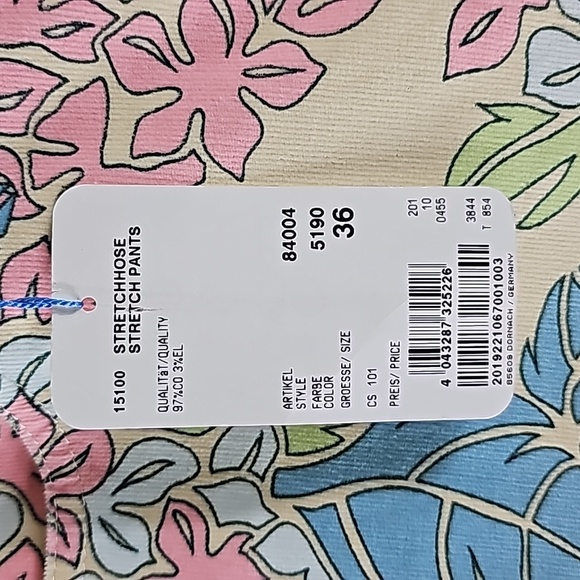 15100 STRETCHHOSE
STRETCH PANTS
QUALITäT/QUALITY
97%CO 3%EL
ARTIKEL 84004
STYLE
FARBE 5190
COLOR
GROESSE/ SIZE 36
CS 101
PREIS/ PRICE
201
10
0455
4 043287 325226
3844
T 854
2019221067001003
85609 DORNACH / GERMANY